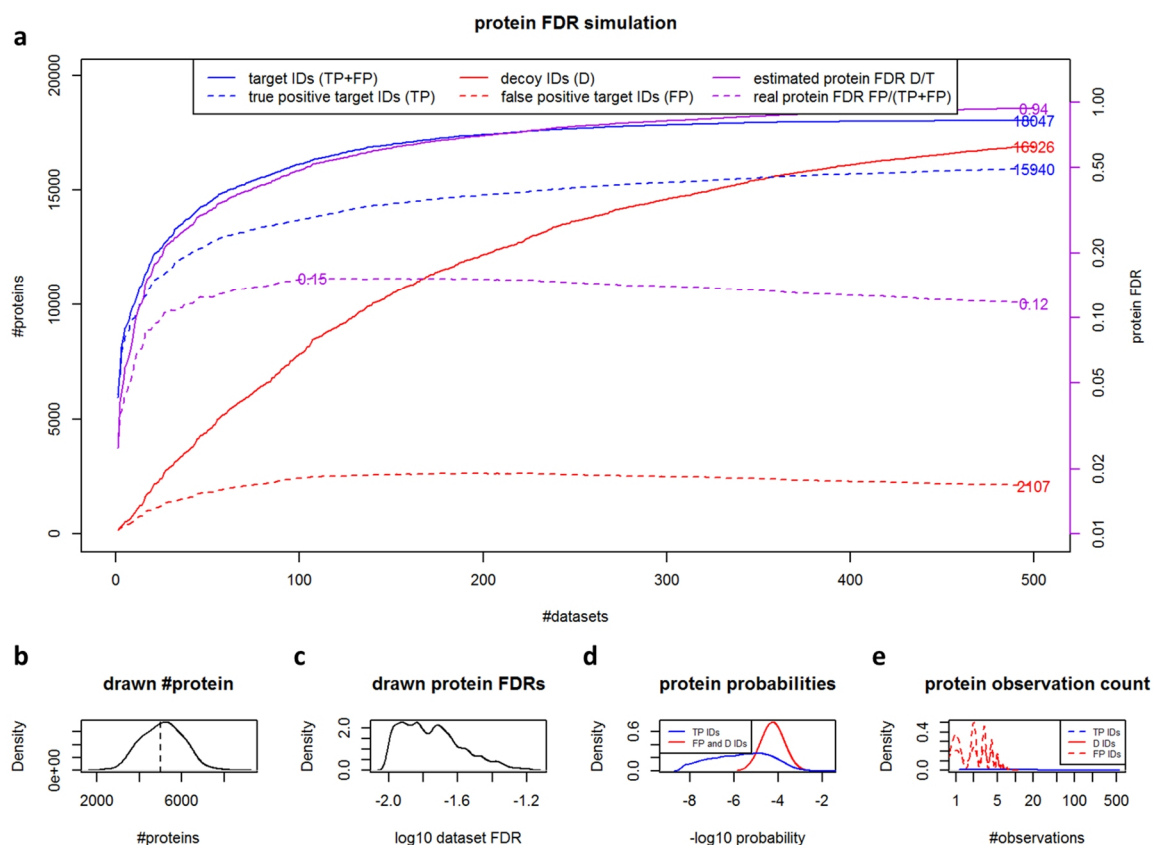 protein FDR simulation
a
target IDs (TP+FP)
true positive target IDs (TP)
decoy IDs (D)
false positive target IDs (FP)
estimated protein FDR D/T
real protein FDR FP/(TP+FP)
#proteins
20000
15000
10000
5000
0
0.94
18047
16926
15940
0.15
0.12
2107
1.00
0.50
0.20
0.10
0.05
0.02
0.01
protein FDR
0 100 200 300 400 500
#datasets
b
drawn #protein
Density
0e+00
2000 6000
#proteins
c
drawn protein FDRs
Density
0.0 2.0
-2.0 -1.6 -1.2
log10 dataset FDR
d
protein probabilities
Density
0.0 0.6
TP IDs
FP and D IDs
-8 -6 -4 -2
-log10 probability
e
protein observation count
Density
0.0 0.4
TP IDs
D IDs
FP IDs
1 5 20 100 500
#observations